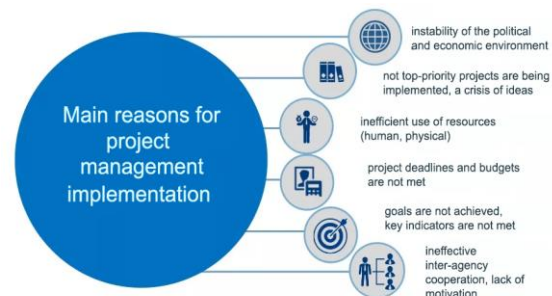 Main reasons for
project
management
implementation
instability of the political
and economic environment
not top-priority projects are being
implemented, a crisis of ideas
inefficient use of resources
(human, physical)
project deadlines and budgets
are not met
goals are not achieved,
key indicators are not met
ineffective
inter-agency
cooperation, lack of
motivation